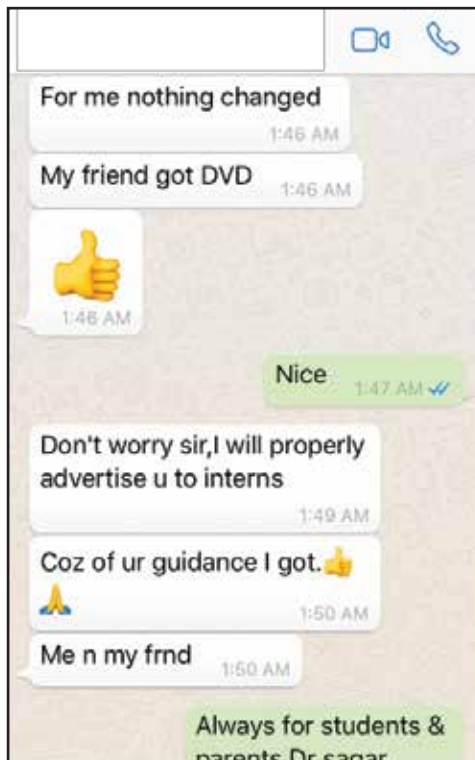 For me nothing changed
1:46 AM
My friend got DVD 1:46 AM
👍
1:46 AM
Nice 1:47 AM
Don't worry sir,I will properly
advertise u to interns
1:49 AM
Coz of ur guidance I got.👍
🙏 1:50 AM
Me n my frnd 1:50 AM
Always for students &
parents Dr sagar